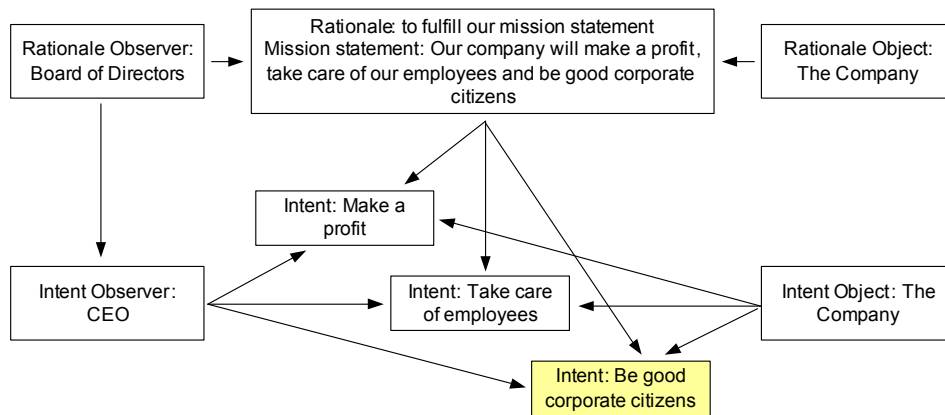 Rationale: to fulfill our mission statement
Mission statement: Our company will make a profit,
take care of our employees and be good corporate
citizens
Rationale Observer:
Board of Directors
Rationale Object:
The Company
Intent: Make a
profit
Intent Observer:
CEO
Intent: Take care
of employees
Intent Object: The
Company
Intent: Be good
corporate citizens